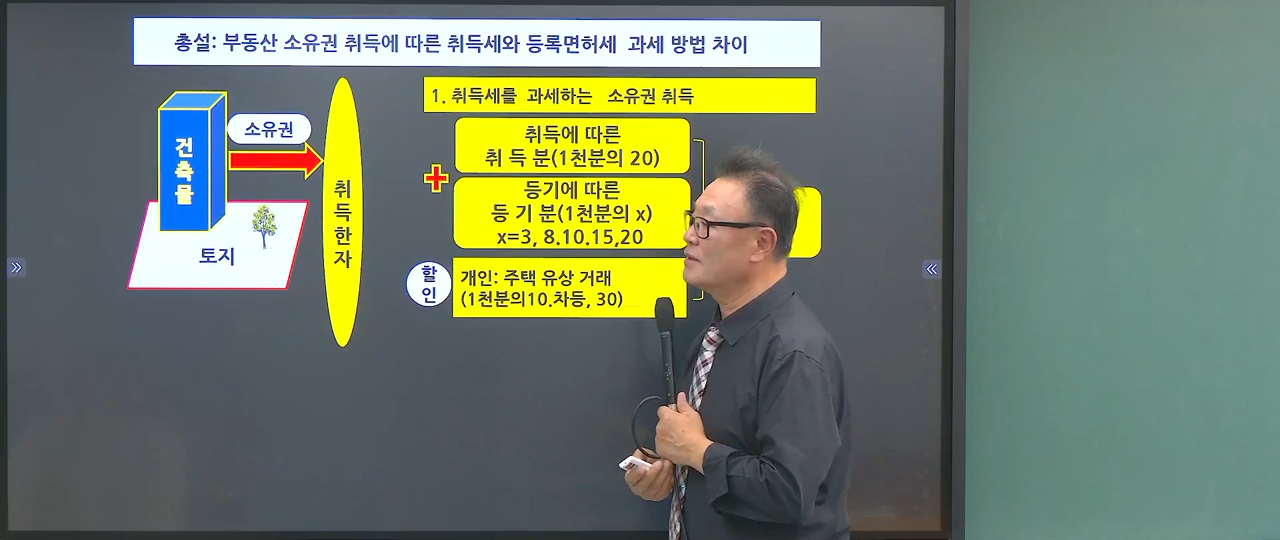 총설: 부동산 소유권 취득에 따른 취득세와 등록면허세 과세 방법 차이
건축물
소유권
토지
취득한자
1. 취득세를 과세하는 소유권 취득
취득에 따른
취 득 분(1천분의 20)
등기에 따른
등 기 분(1천분의 x)
x=3, 8.10.15,20
할인
개인: 주택 유상 거래
(1천분의10.차등, 30)